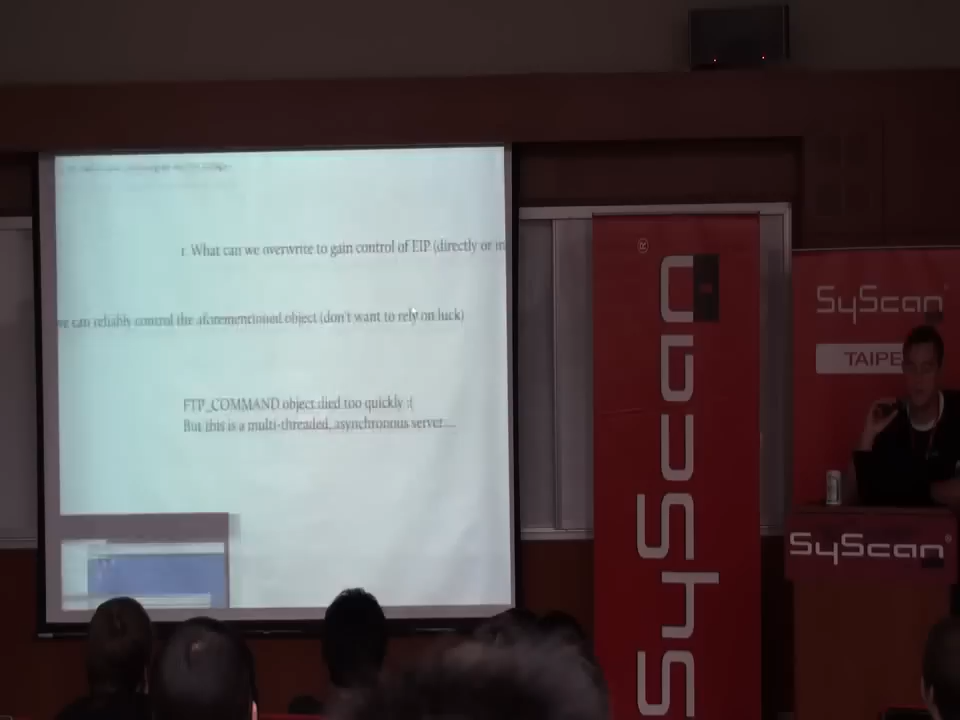 1. What can we overwrite to gain control of EIP (directly or in
we can reliably control the aforementioned object (don't want to rely on luck)
FTP_COMMAND object died too quickly :(
But this is a multi-threaded, asynchronous server....
SyScan®
SyScan
TAIPE
SyScan®